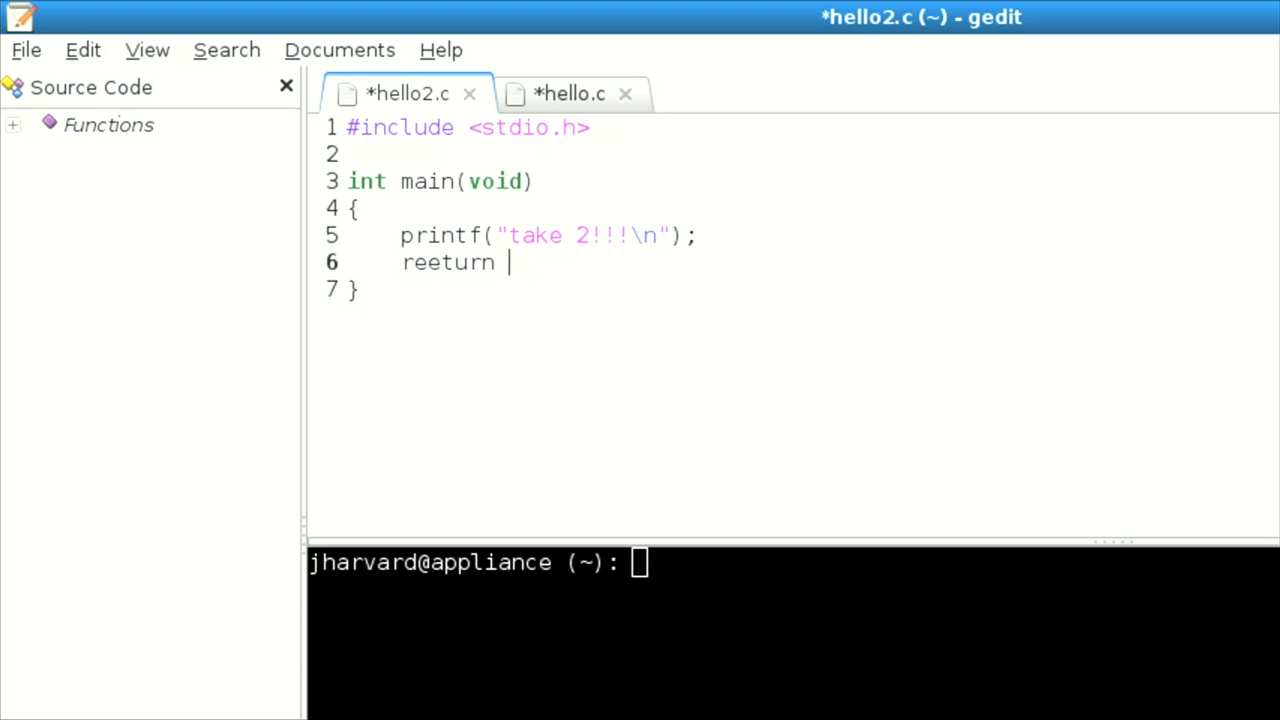 *hello2.c (~) - gedit
File Edit View Search Documents Help
Source Code
*hello2.c
*hello.c
Functions
1 #include <stdio.h>
2
3 int main(void)
4 {
5     printf("take 2!!!\n");
6     reeturn
7 }
jharvard@appliance (~):